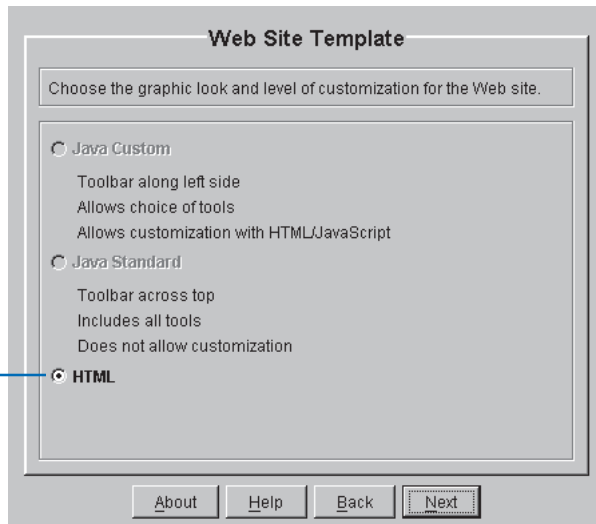 Web Site Template
Choose the graphic look and level of customization for the Web site.
Java Custom
Toolbar along left side
Allows choice of tools
Allows customization with HTML/JavaScript
Java Standard
Toolbar across top
Includes all tools
Does not allow customization
HTML
About Help Back Next